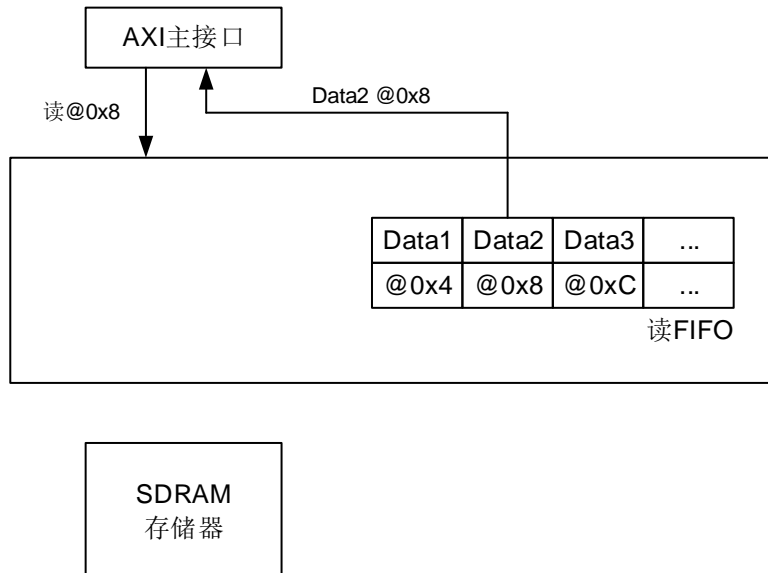 AXI主接口
读@0x8
Data2 @0x8
Data1 Data2 Data3 ...
@0x4 @0x8 @0xC ...
读FIFO
SDRAM
存储器